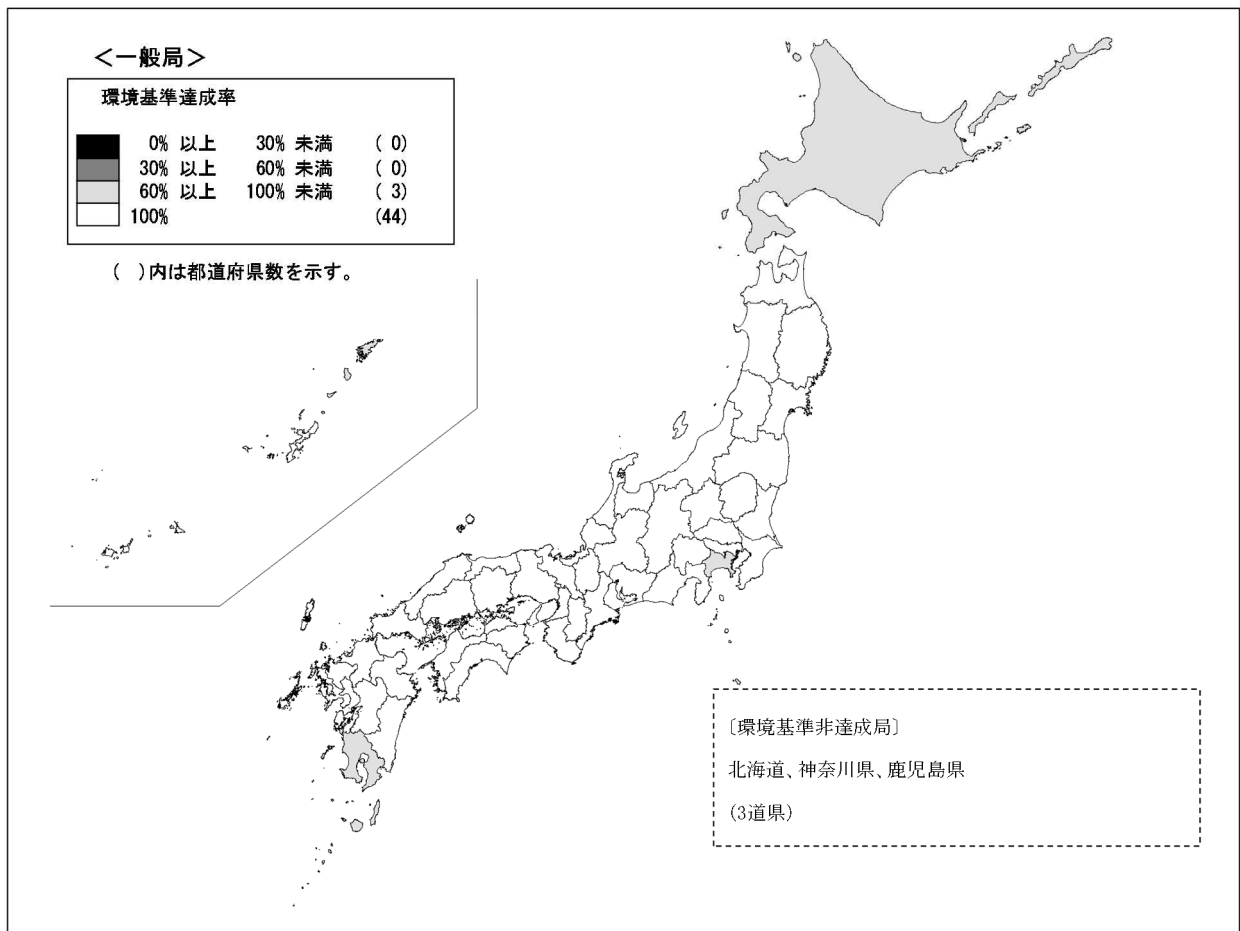 ＜一般局＞
環境基準達成率
0% 以上 30% 未満 ( 0)
30% 以上 60% 未満 ( 0)
60% 以上 100% 未満 ( 3)
100% (44)
( )内は都道府県数を示す。
〔環境基準非達成局〕
北海道、神奈川県、鹿児島県
(3道県)